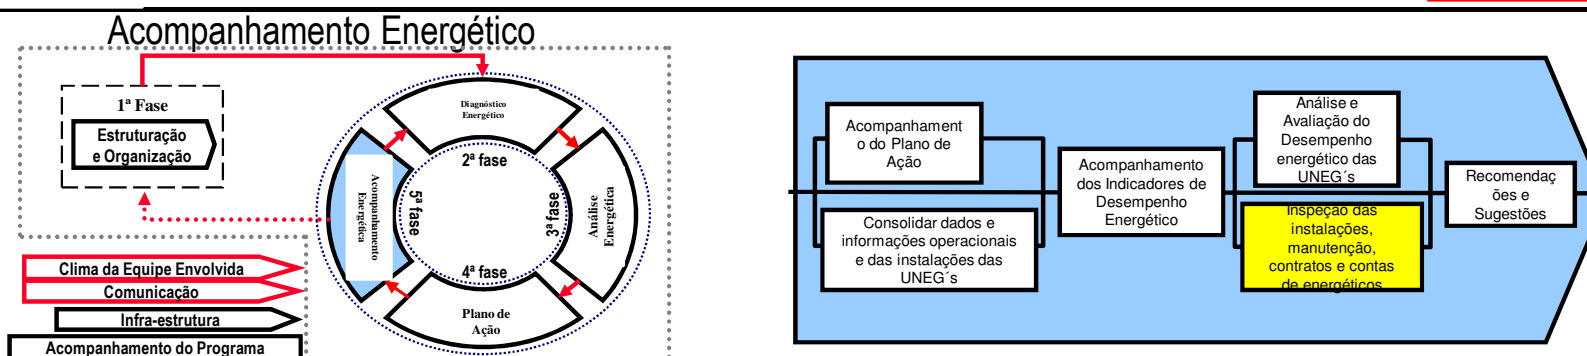 Acompanhamento Energético
1ª Fase
Estruturação
e Organização
Diagnóstico
Energético
2ª fase
Análise
Energética
3ª fase
4ª fase
Plano de
Ação
5ª fase
Acompanhamento
Energética
Clima da Equipe Envolvida
Comunicação
Infra-estrutura
Acompanhamento do Programa
Acompanhament
o do Plano de
Ação
Consolidar dados e
informações operacionais
e das instalações das
UNEG´s
Acompanhamento
dos Indicadores de
Desempenho
Energético
Análise e
Avaliação do
Desempenho
energético das
UNEG´s
Inspeção das
instalações,
manutenção,
contratos e contas
de energéticos
Recomendaç
ões e
Sugestões